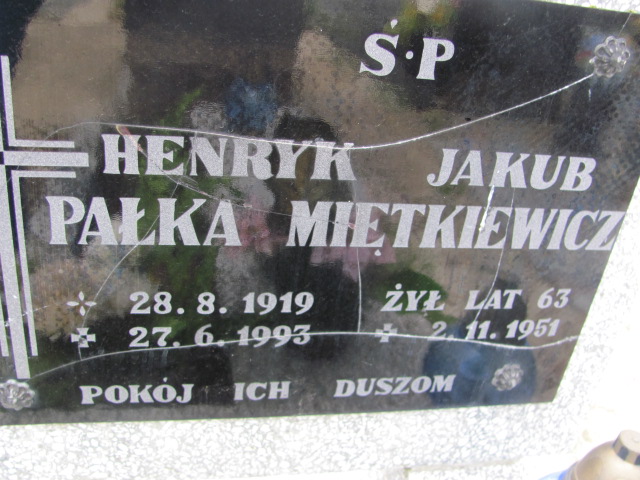 Ś·P
HENRYK JAKUB
PAŁKA MIĘTKIEWICZ
28.8.1919 ŻYŁ LAT 63
27.6.1993 2.11.1951
POKÓJ ICH DUSZOM